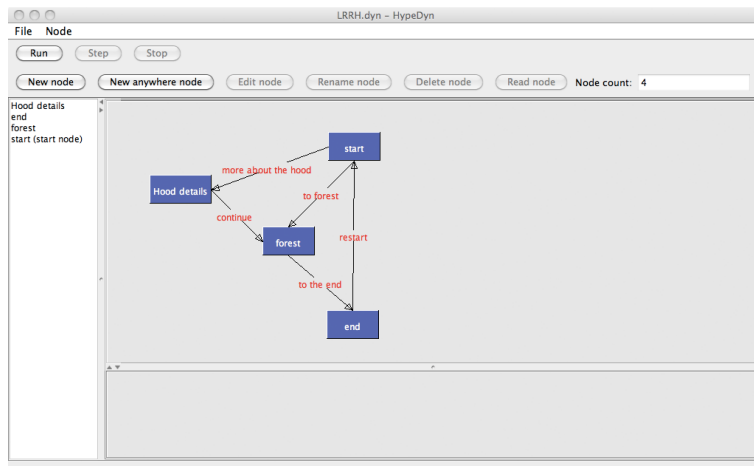 LRRH.dyn - HypeDyn
File Node
Run Step Stop
New node New anywhere node Edit node Rename node Delete node Read node Node count: 4
Hood details
end
forest
start (start node)
start
more about the hood
Hood details
to forest
continue
forest
restart
to the end
end